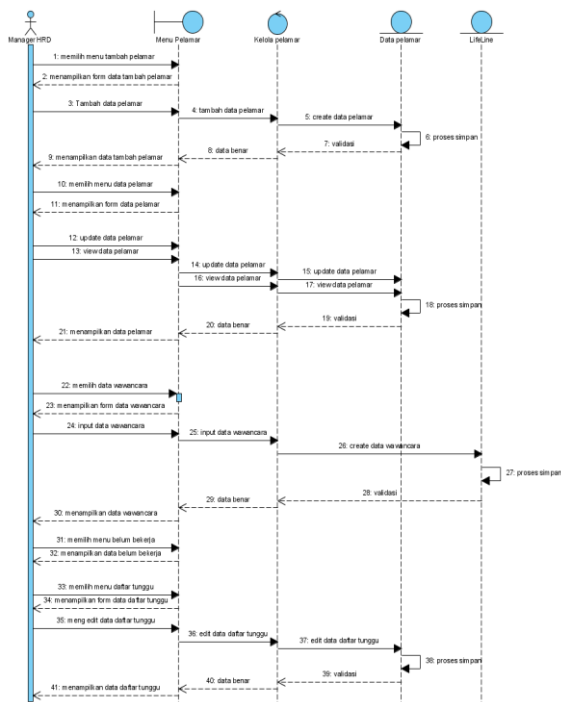 Manager HRD
Menu Pelamar
Kelola pelamar
Data pelamar
LifeLine
1: memilih menu tambah pelamar
2: menampilkan form data tambah pelamar
3: Tambah data pelamar
4: tambah data pelamar
5: create data pelamar
6: proses simpan
7: validasi
8: data benar
9: menampilkan data tambah pelamar
10: memilih menu data pelamar
11: menampilkan form data pelamar
12: update data pelamar
13: view data pelamar
14: update data pelamar
15: update data pelamar
16: view data pelamar
17: view data pelamar
18: proses simpan
19: validasi
20: data benar
21: menampilkan data pelamar
22: memilih data wawancara
23: menampilkan form data wawancara
24: input data wawancara
25: input data wawancara
26: create data wawancara
27: proses simpan
28: validasi
29: data benar
30: menampilkan data wawancara
31: memilih menu belum bekerja
32: menampilkan data belum bekerja
33: memilih menu daftar tunggu
34: menampilkan form data daftar tunggu
35: meng edit data daftar tunggu
36: edit data daftar tunggu
37: edit data daftar tunggu
38: proses simpan
39: validasi
40: data benar
41: menampilkan data daftar tunggu